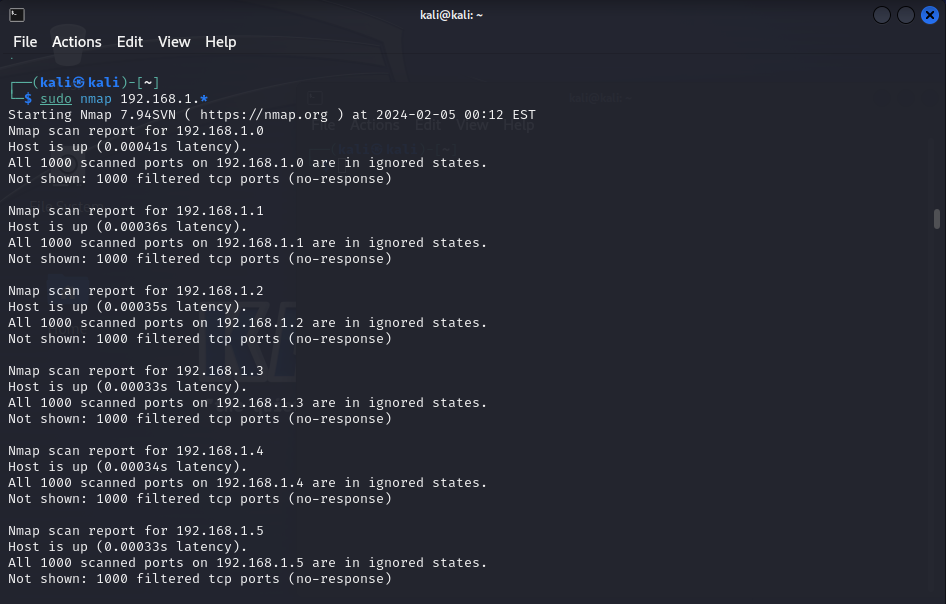 kali@kali: ~
File Actions Edit View Help
┌──(kali㉿kali)-[~]
└─$ sudo nmap 192.168.1.*
Starting Nmap 7.94SVN ( https://nmap.org ) at 2024-02-05 00:12 EST
Nmap scan report for 192.168.1.0
Host is up (0.00041s latency).
All 1000 scanned ports on 192.168.1.0 are in ignored states.
Not shown: 1000 filtered tcp ports (no-response)
Nmap scan report for 192.168.1.1
Host is up (0.00036s latency).
All 1000 scanned ports on 192.168.1.1 are in ignored states.
Not shown: 1000 filtered tcp ports (no-response)
Nmap scan report for 192.168.1.2
Host is up (0.00035s latency).
All 1000 scanned ports on 192.168.1.2 are in ignored states.
Not shown: 1000 filtered tcp ports (no-response)
Nmap scan report for 192.168.1.3
Host is up (0.00033s latency).
All 1000 scanned ports on 192.168.1.3 are in ignored states.
Not shown: 1000 filtered tcp ports (no-response)
Nmap scan report for 192.168.1.4
Host is up (0.00034s latency).
All 1000 scanned ports on 192.168.1.4 are in ignored states.
Not shown: 1000 filtered tcp ports (no-response)
Nmap scan report for 192.168.1.5
Host is up (0.00033s latency).
All 1000 scanned ports on 192.168.1.5 are in ignored states.
Not shown: 1000 filtered tcp ports (no-response)